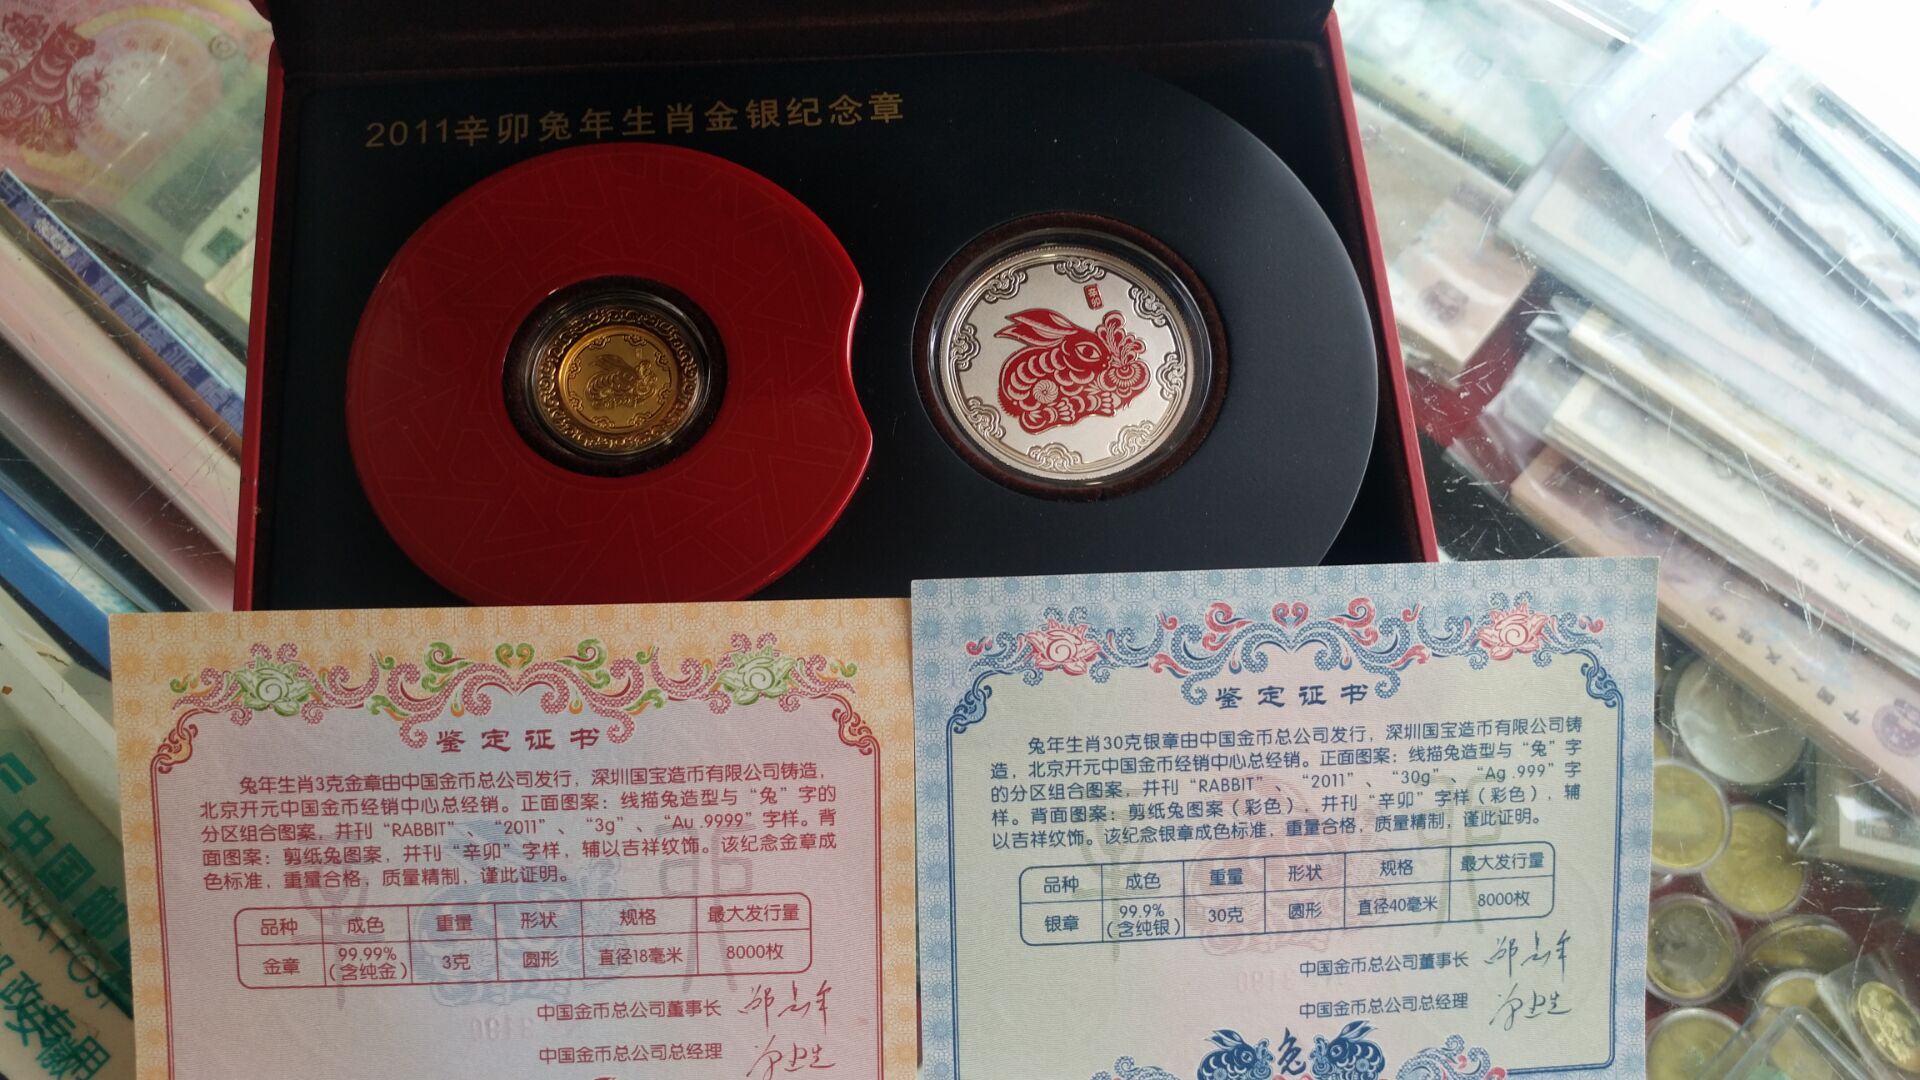 2011辛卯兔年生肖金银纪念章
辛卯
鉴定证书
兔年生肖3克金章由中国金币总公司发行，深圳国宝造币有限公司铸造，
北京开元中国金币经销中心总经销。正面图案：线描兔造型与“兔”字的
分区组合图案，并刊“RABBIT”、“2011”、“3g”、“Au .9999”字样。背
面图案：剪纸兔图案，并刊“辛卯”字样，辅以吉祥纹饰。该纪念金章成
色标准，重量合格，质量精制，谨此证明。
品种 成色 重量 形状 规格 最大发行量
金章 99.99%(含纯金) 3克 圆形 直径18毫米 8000枚
中国金币总公司董事长
中国金币总公司总经理
鉴定证书
兔年生肖30克银章由中国金币总公司发行，深圳国宝造币有限公司铸
造，北京开元中国金币经销中心总经销。正面图案：线描兔造型与“兔”字
的分区组合图案，并刊“RABBIT”、“2011”、“30g”、“Ag .999”字
样。背面图案：剪纸兔图案（彩色），并刊“辛卯”字样（彩色），辅
以吉祥纹饰。该纪念银章成色标准，重量合格，质量精制，谨此证明。
品种 成色 重量 形状 规格 最大发行量
银章 99.9%(含纯银) 30克 圆形 直径40毫米 8000枚
中国金币总公司董事长
中国金币总公司总经理
兔
中国邮
CHINA POST
邮政专用